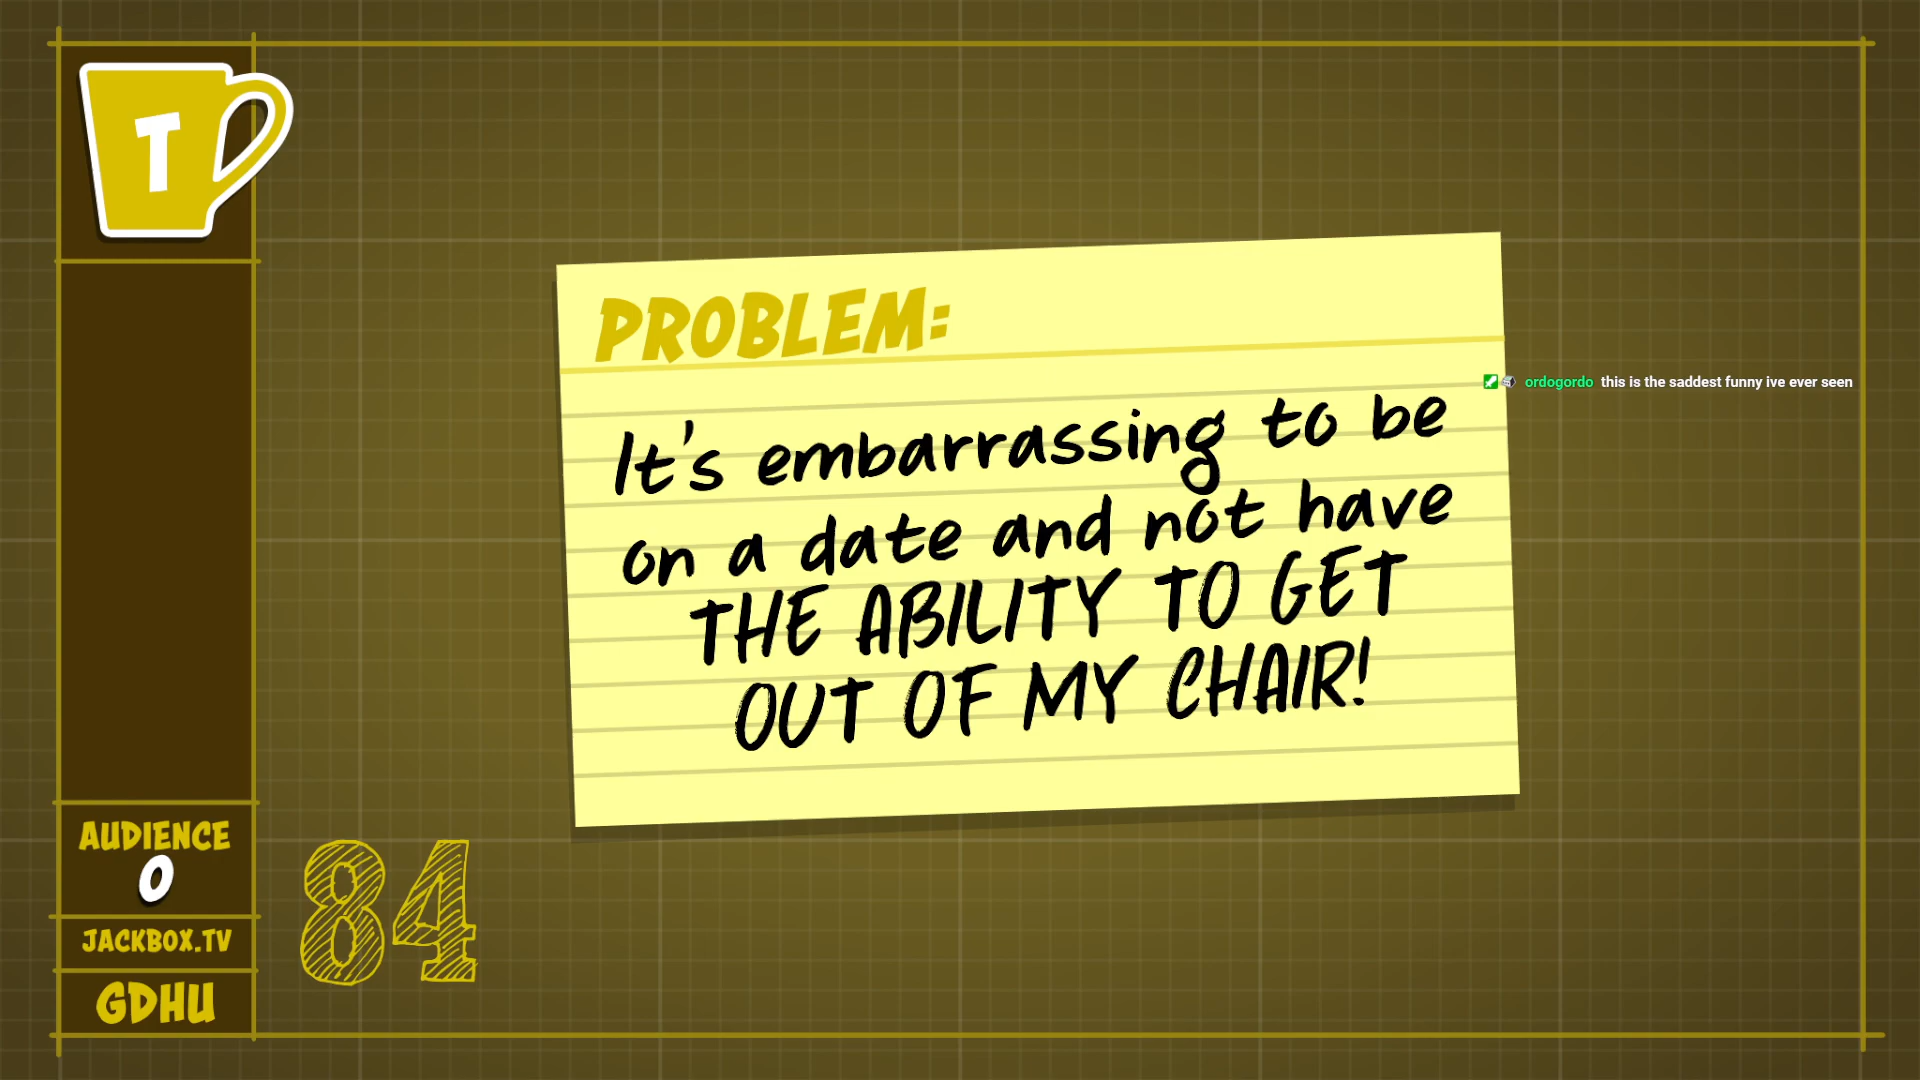 T
PROBLEM:
It's embarrassing to be
on a date and not have
THE ABILITY TO GET
OUT OF MY CHAIR!
ordogordo this is the saddest funny ive ever seen
AUDIENCE
0
JACKBOX.TV
GDHU
84